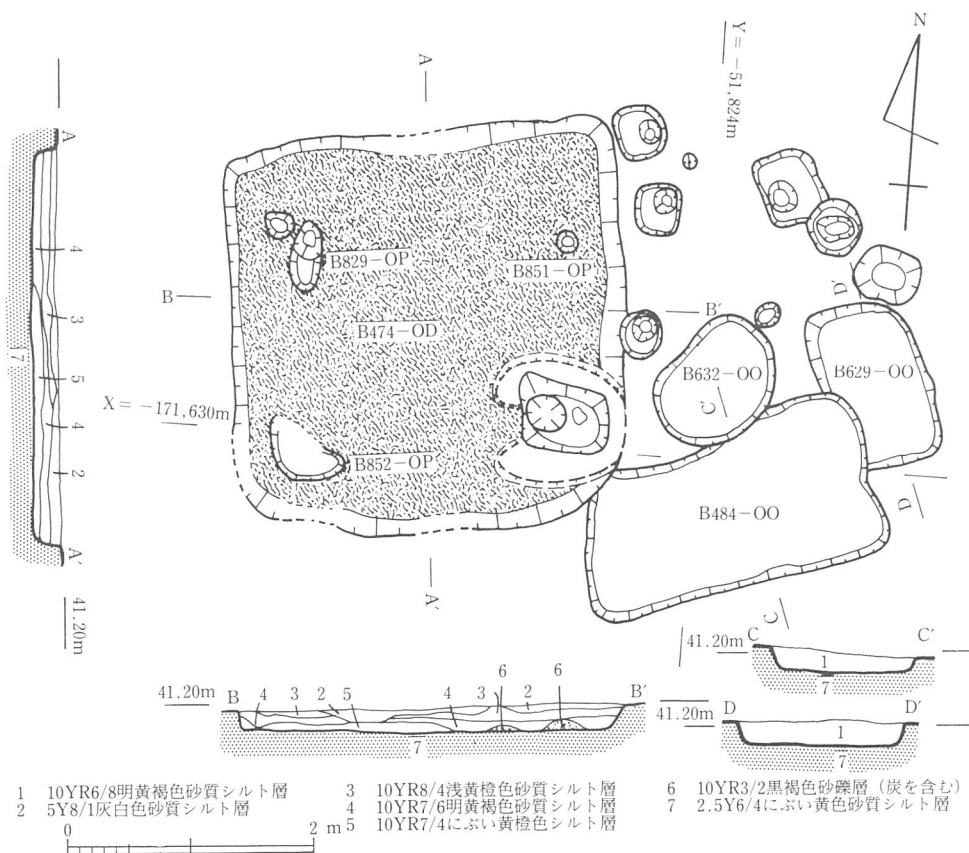 A
Y = -51.824m
N
A
4
3
5
4
2
7
A′
41.20m
B829-OP
B851-OP
B
B474-OD
B′
D′
B632-OO
B629-OO
C′
X = -171,630m
B852-OP
D
B484-OO
A′
C
41.20m C C′
1
7
6 6
41.20m B 4 3 2 5 4 3 2 B′
7
41.20m D D′
1
7
1 10YR6/8明黄褐色砂質シルト層
2 5Y8/1灰白色砂質シルト層
3 10YR8/4浅黄橙色砂質シルト層
4 10YR7/6明黄褐色砂質シルト層
5 10YR7/4にぶい黄橙色シルト層
6 10YR3/2黒褐色砂礫層（炭を含む）
7 2.5Y6/4にぶい黄色砂質シルト層
0 2 m